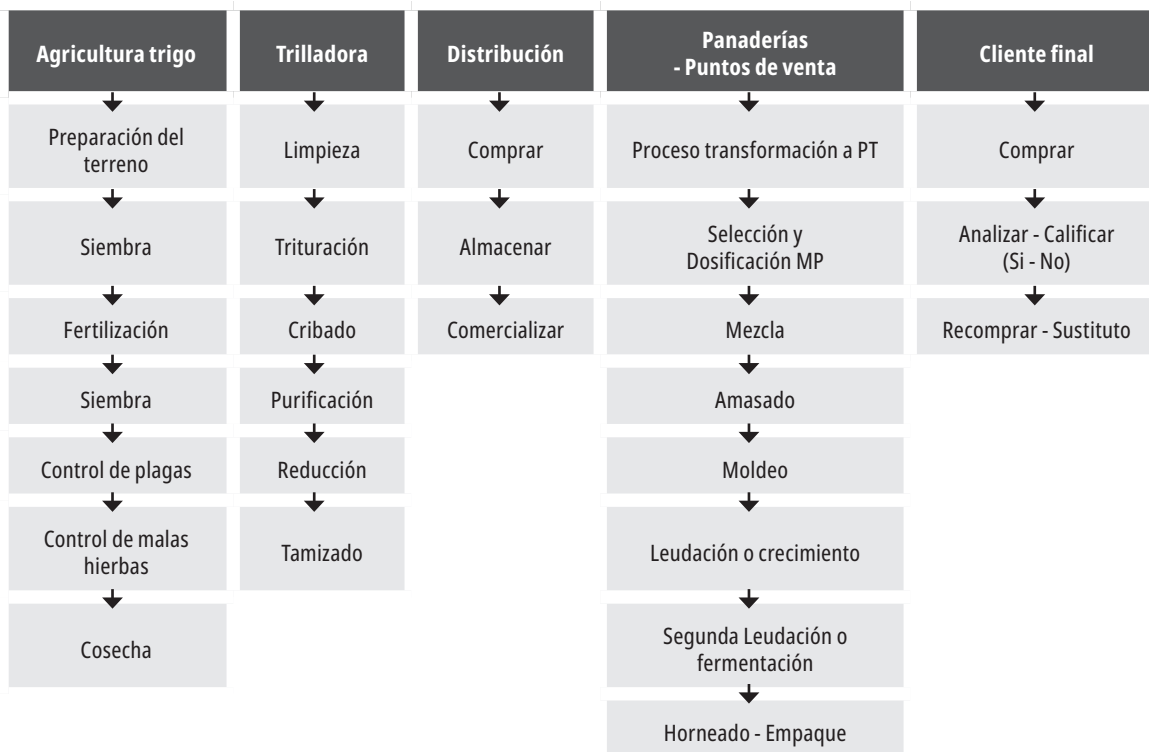 Agricultura trigo
Preparación del
terreno
Siembra
Fertilización
Siembra
Control de plagas
Control de malas
hierbas
Cosecha
Trilladora
Limpieza
Trituración
Cribado
Purificación
Reducción
Tamizado
Distribución
Comprar
Almacenar
Comercializar
Panaderías
- Puntos de venta
Proceso transformación a PT
Selección y
Dosificación MP
Mezcla
Amasado
Moldeo
Leudación o crecimiento
Segunda Leudación o
fermentación
Horneado - Empaque
Cliente final
Comprar
Analizar - Calificar
(Si - No)
Recomprar - Sustituto